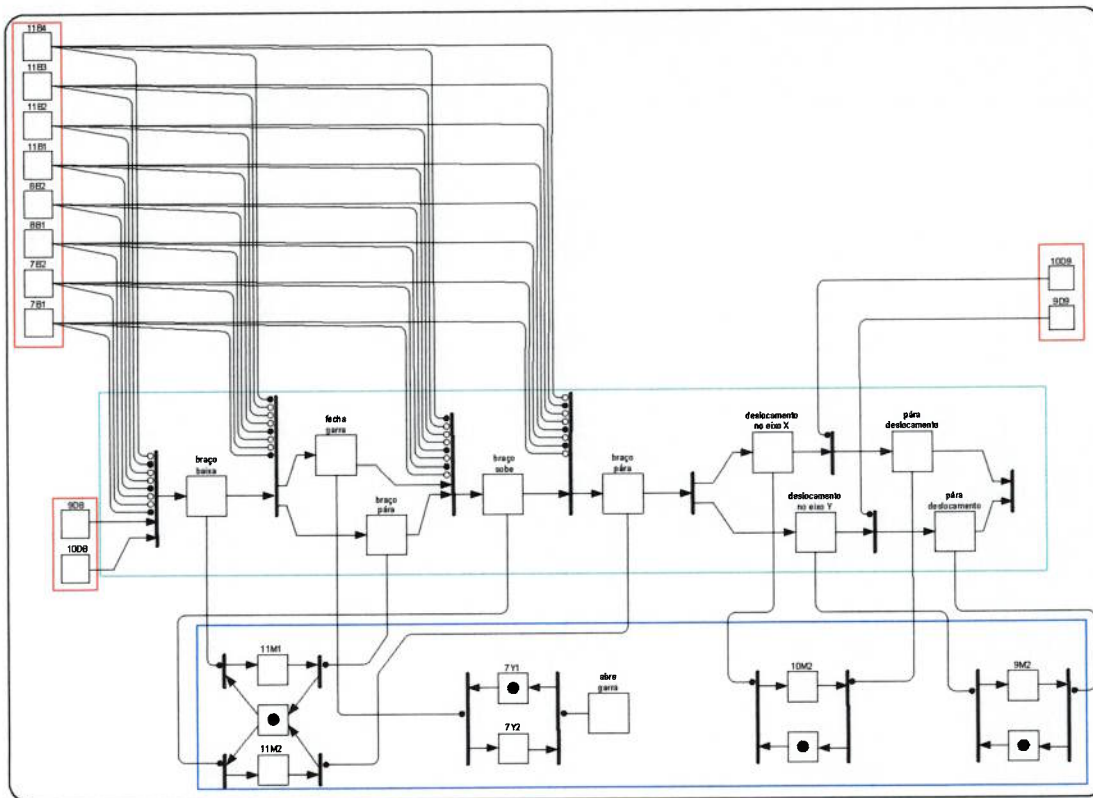 11B4
11B3
11B2
11B1
8B2
8B1
7B2
7B1
10D9
9D9
9D8
10D8
braço
baixa
fecha
garra
braço
pára
braço
sobe
braço
pára
deslocamento
no eixo X
deslocamento
no eixo Y
pára
deslocamento
pára
deslocamento
11M1
11M2
7Y1
7Y2
abre
garra
10M2
9M2